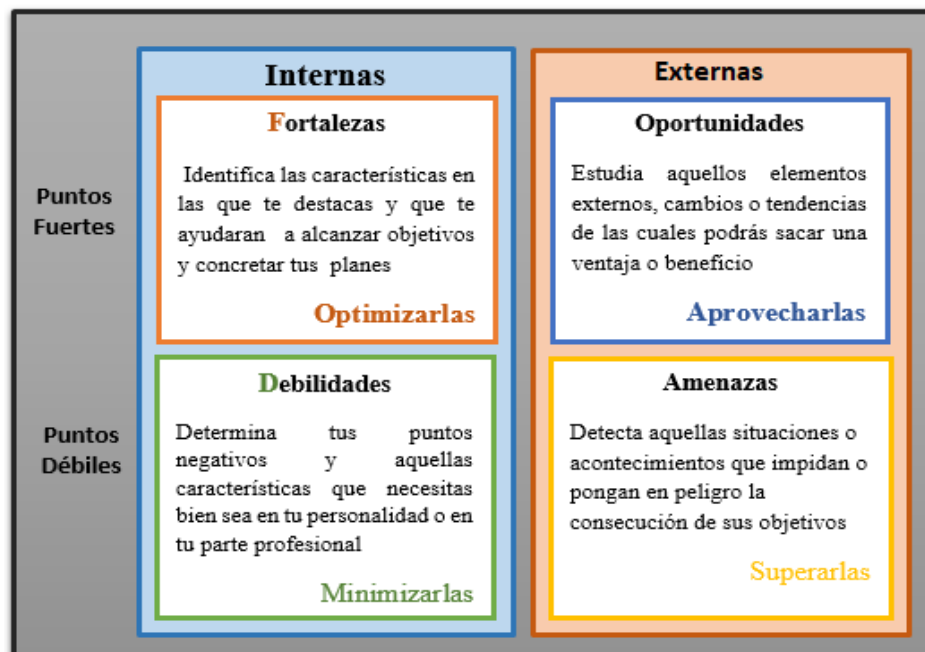 Internas
Fortalezas
Identifica las características en
las que te destacas y que te
ayudaran a alcanzar objetivos
y concretar tus planes
Optimizarlas
Externas
Oportunidades
Estudia aquellos elementos
externos, cambios o tendencias
de las cuales podrás sacar una
ventaja o benefício
Aprovecharlas
Puntos
Fuertes
Debilidades
Determina tus puntos
negativos y aquellas
características que necesitas
bien sea en tu personalidad o en
tu parte profesional
Minimizarlas
Amenazas
Detecta aquellas situaciones o
acontecimientos que impidan o
pongan en peligro la
consecución de sus objetivos
Superarlas
Puntos
Débiles